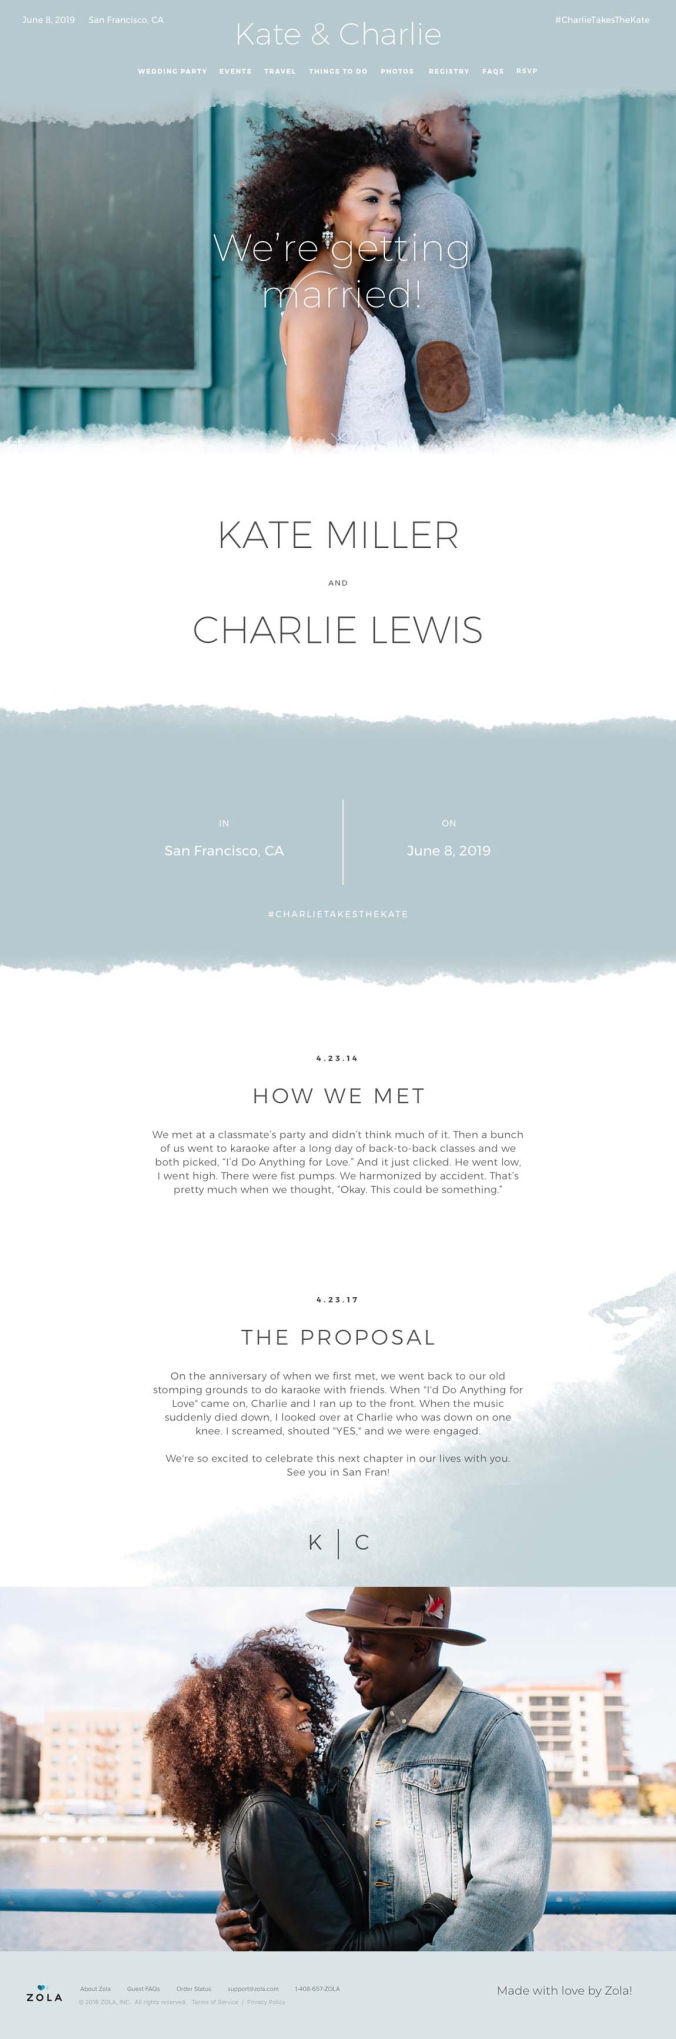 June 8, 2019 San Francisco, CA
#CharlieTakesTheKate
Kate & Charlie
WEDDING PARTY EVENTS TRAVEL THINGS TO DO PHOTOS REGISTRY FAQS RSVP
We're getting
married!
KATE MILLER
AND
CHARLIE LEWIS
IN
San Francisco, CA
ON
June 8, 2019
#CHARLIETAKESTHEKATE
4.23.14
HOW WE MET
We met at a classmate's party and didn't think much of it. Then a bunch
of us went to karaoke after a long day of back-to-back classes and we
both picked, "I'd Do Anything for Love." And it just clicked. He went low,
I went high. There were fist pumps. We harmonized by accident. That's
pretty much when we thought, "Okay. This could be something."
4.23.17
THE PROPOSAL
On the anniversary of when we first met, we went back to our old
stomping grounds to do karaoke with friends. When "I'd Do Anything for
Love" came on, Charlie and I ran up to the front. When the music
suddenly died down, I looked over at Charlie who was down on one
knee. I screamed, shouted "YES," and we were engaged.
We're so excited to celebrate this next chapter in our lives with you.
See you in San Fran!
K | C
ZOLA
About Zola Guest FAQs Order Status support@zola.com 1-408-657-ZOLA
© 2018 ZOLA, INC. All rights reserved. Terms of Service / Privacy Policy
Made with love by Zola!